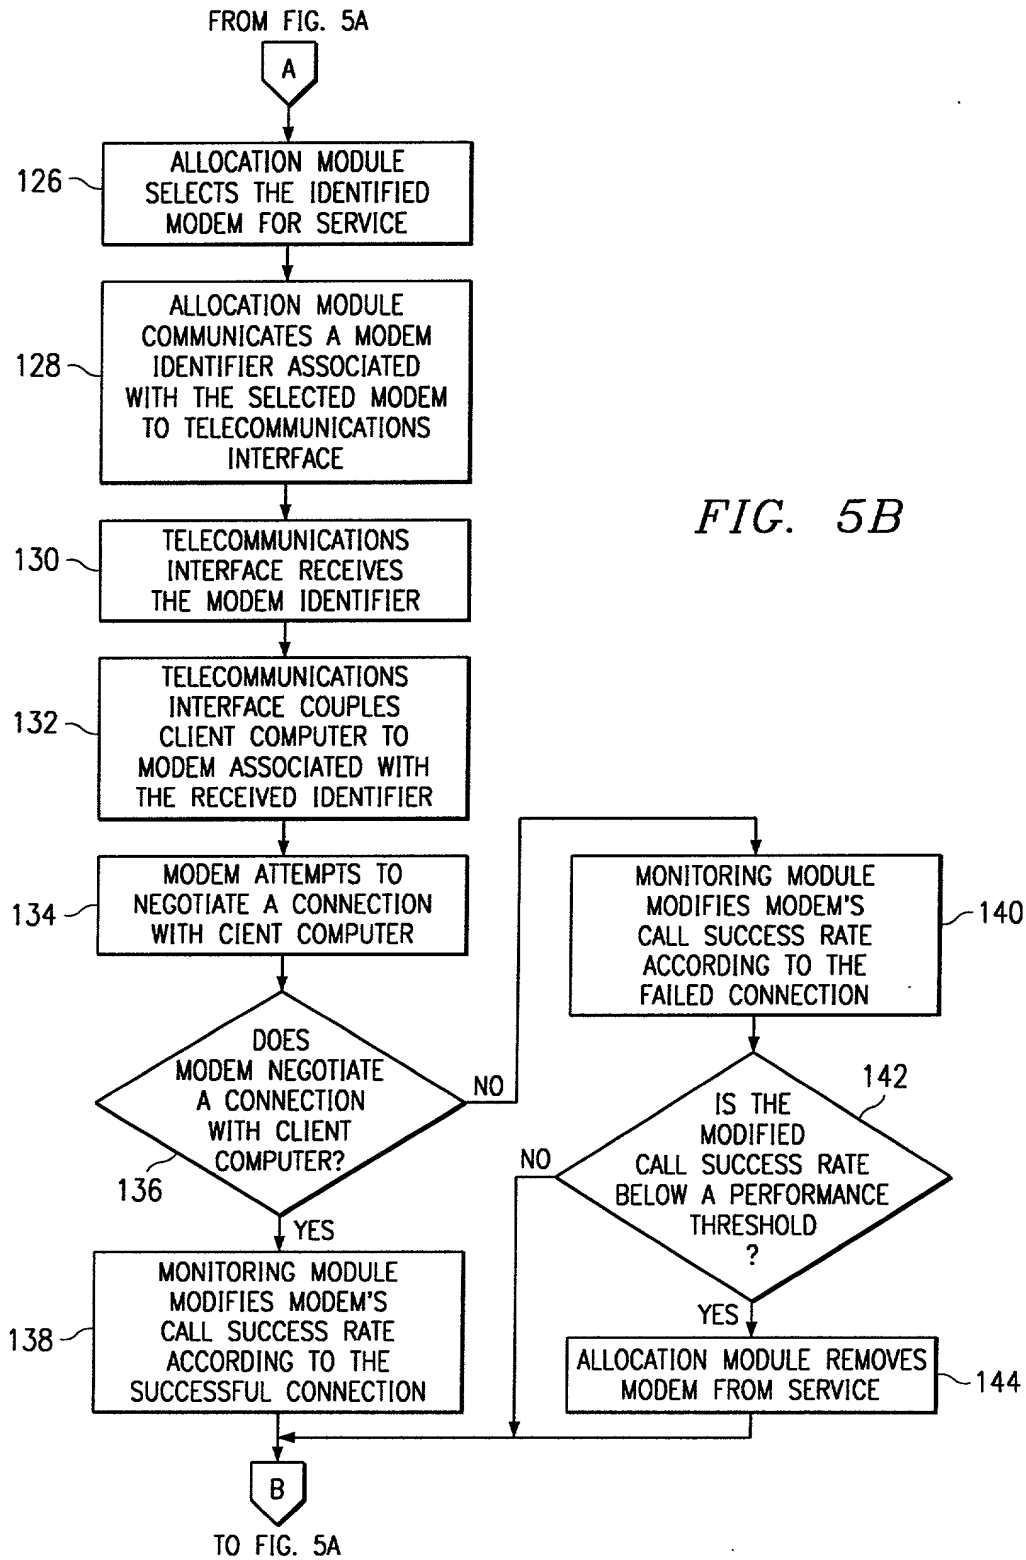 FROM FIG. 5A
A
126
ALLOCATION MODULE
SELECTS THE IDENTIFIED
MODEM FOR SERVICE
128
ALLOCATION MODULE
COMMUNICATES A MODEM
IDENTIFIER ASSOCIATED
WITH THE SELECTED MODEM
TO TELECOMMUNICATIONS
INTERFACE
FIG. 5B
130
TELECOMMUNICATIONS
INTERFACE RECEIVES
THE MODEM IDENTIFIER
132
TELECOMMUNICATIONS
INTERFACE COUPLES
CLIENT COMPUTER TO
MODEM ASSOCIATED WITH
THE RECEIVED IDENTIFIER
134
MODEM ATTEMPTS TO
NEGOTIATE A CONNECTION
WITH CIENT COMPUTER
DOES
MODEM NEGOTIATE
A CONNECTION
WITH CLIENT
COMPUTER?
136
NO
YES
138
MONITORING MODULE
MODIFIES MODEM'S
CALL SUCCESS RATE
ACCORDING TO THE
SUCCESSFUL CONNECTION
MONITORING MODULE
MODIFIES MODEM'S
CALL SUCCESS RATE
ACCORDING TO THE
FAILED CONNECTION
140
142
IS THE
MODIFIED
CALL SUCCESS RATE
BELOW A PERFORMANCE
THRESHOLD
?
NO
YES
ALLOCATION MODULE REMOVES
MODEM FROM SERVICE
144
B
TO FIG. 5A